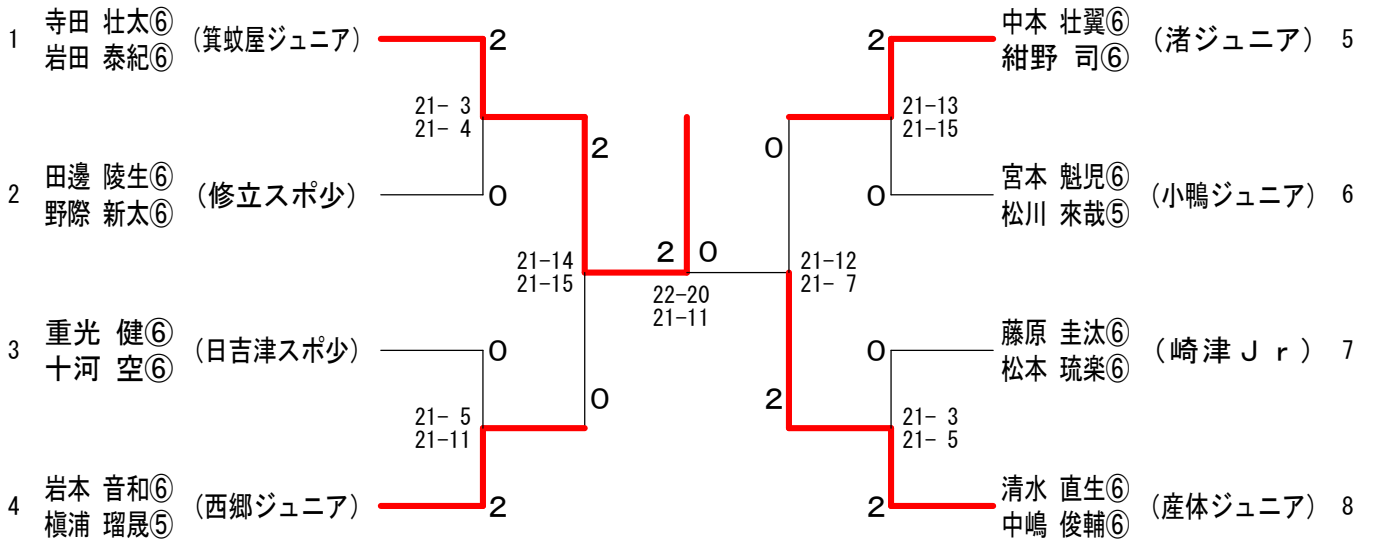 1 寺田 壮太⑥ (箕蚊屋ジュニア) 2
岩田 泰紀⑥
21- 3
21- 4
2
2 田邊 陵生⑥ (修立スポ少) 0
野際 新太⑥
21-14
21-15
3 重光 健⑥ (日吉津スポ少) 0
十河 空⑥
0
21- 5
21-11
4 岩本 音和⑥ (西郷ジュニア) 2
槇浦 瑠晟⑤
2 0
22-20
21-11
2 中本 壮翼⑥ (渚ジュニア) 5
紺野 司⑥
21-13
21-15
0
0 宮本 魁児⑥ (小鴨ジュニア) 6
松川 來哉⑤
21-12
21- 7
0 藤原 圭汰⑥ (崎津Jr) 7
松本 琉楽⑥
2
21- 3
21- 5
2 清水 直生⑥ (産体ジュニア) 8
中嶋 俊輔⑥